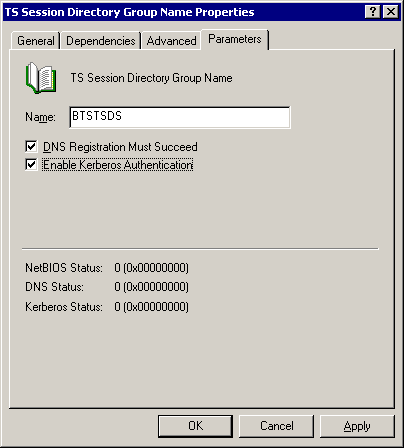 TS Session Directory Group Name Properties
General Dependencies Advanced Parameters
TS Session Directory Group Name
Name: BTSTSDS
DNS Registration Must Succeed
Enable Kerberos Authentication
NetBIOS Status: 0 (0x00000000)
DNS Status: 0 (0x00000000)
Kerberos Status: 0 (0x00000000)
OK Cancel Apply